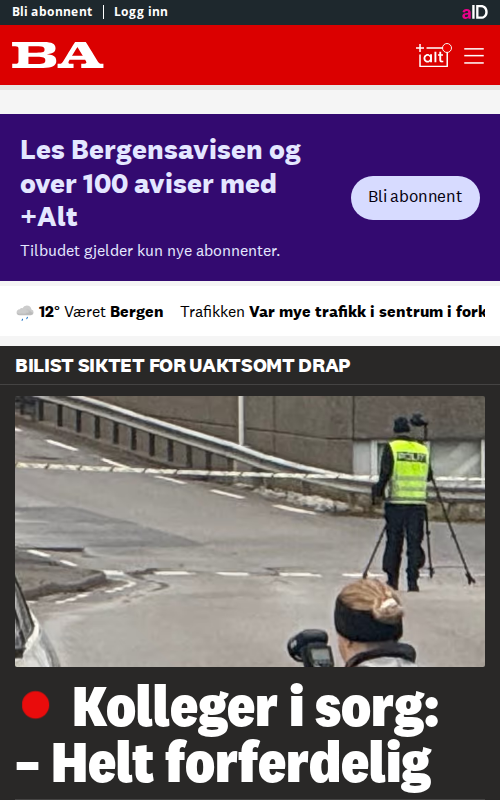 Bli abonnent | Logg inn
aID
BA
+alt
Les Bergensavisen og
over 100 aviser med
+Alt
Tilbudet gjelder kun nye abonnenter.
Bli abonnent
12° Været Bergen Trafikken Var mye trafikk i sentrum i fork
BILIST SIKTET FOR UAKTSOMT DRAP
POLITI
Kolleger i sorg:
– Helt forferdelig